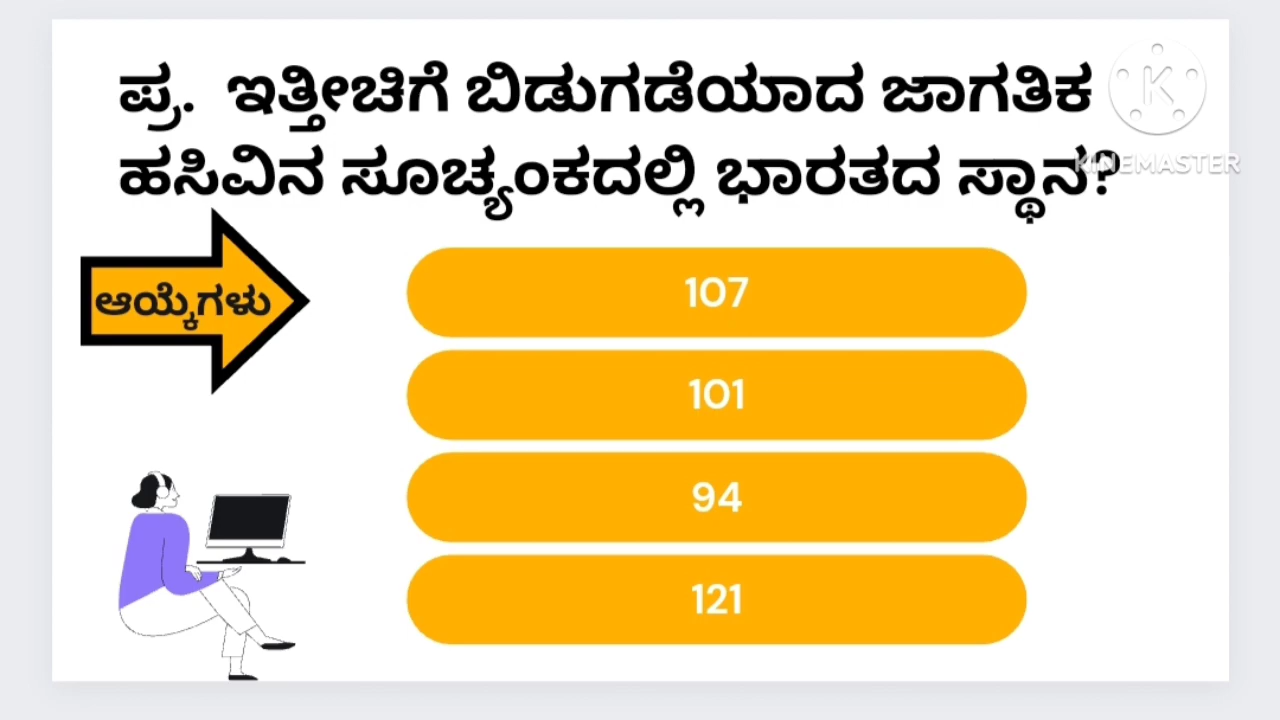 ಪ್ರ. ಇತ್ತೀಚಿಗೆ ಬಿಡುಗಡೆಯಾದ ಜಾಗತಿಕ
ಹಸಿವಿನ ಸೂಚ್ಯಂಕದಲ್ಲಿ ಭಾರತದ ಸ್ಥಾನ?
K
KINEMASTER
ಆಯ್ಕೆಗಳು
107
101
94
121